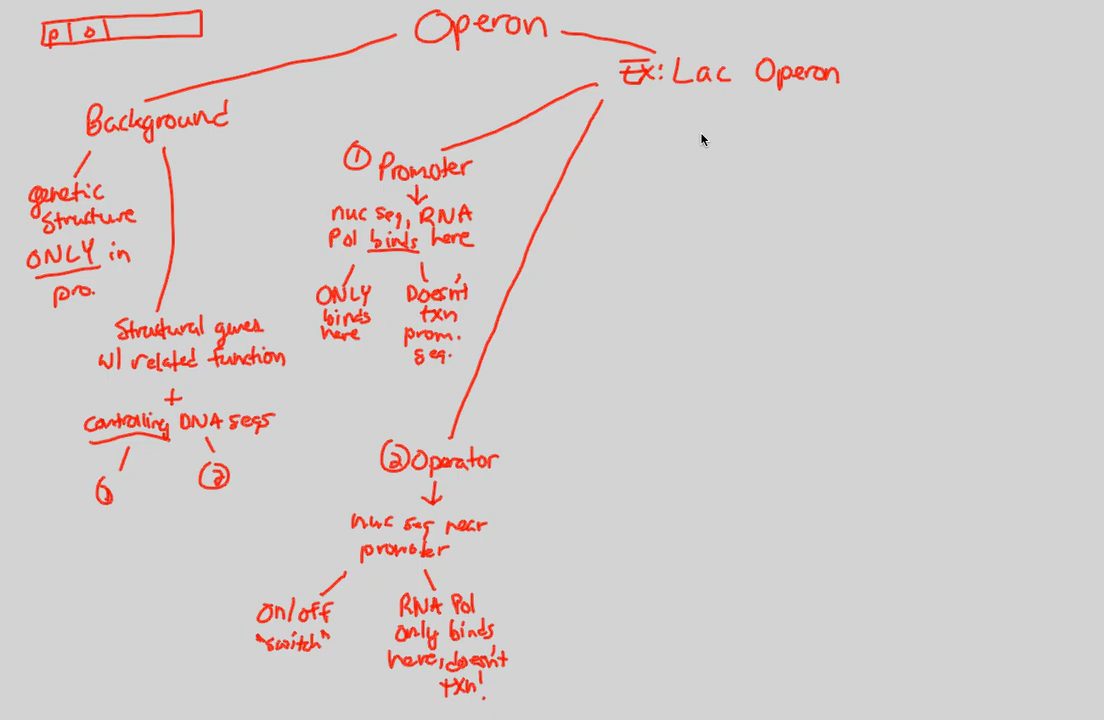 p o
Operon
Ex: Lac Operon
Background
genetic
structure
ONLY in
pro.
Structural genes
w/ related function
+
controlling DNA seqs
①
②
① Promoter
↓
nuc seq, RNA
Pol binds here
ONLY
binds
here
Doesn't
txn
prom.
seq.
② Operator
↓
nuc seq near
promoter
On/off
"switch"
RNA Pol
only binds
here, doesn't
txn!